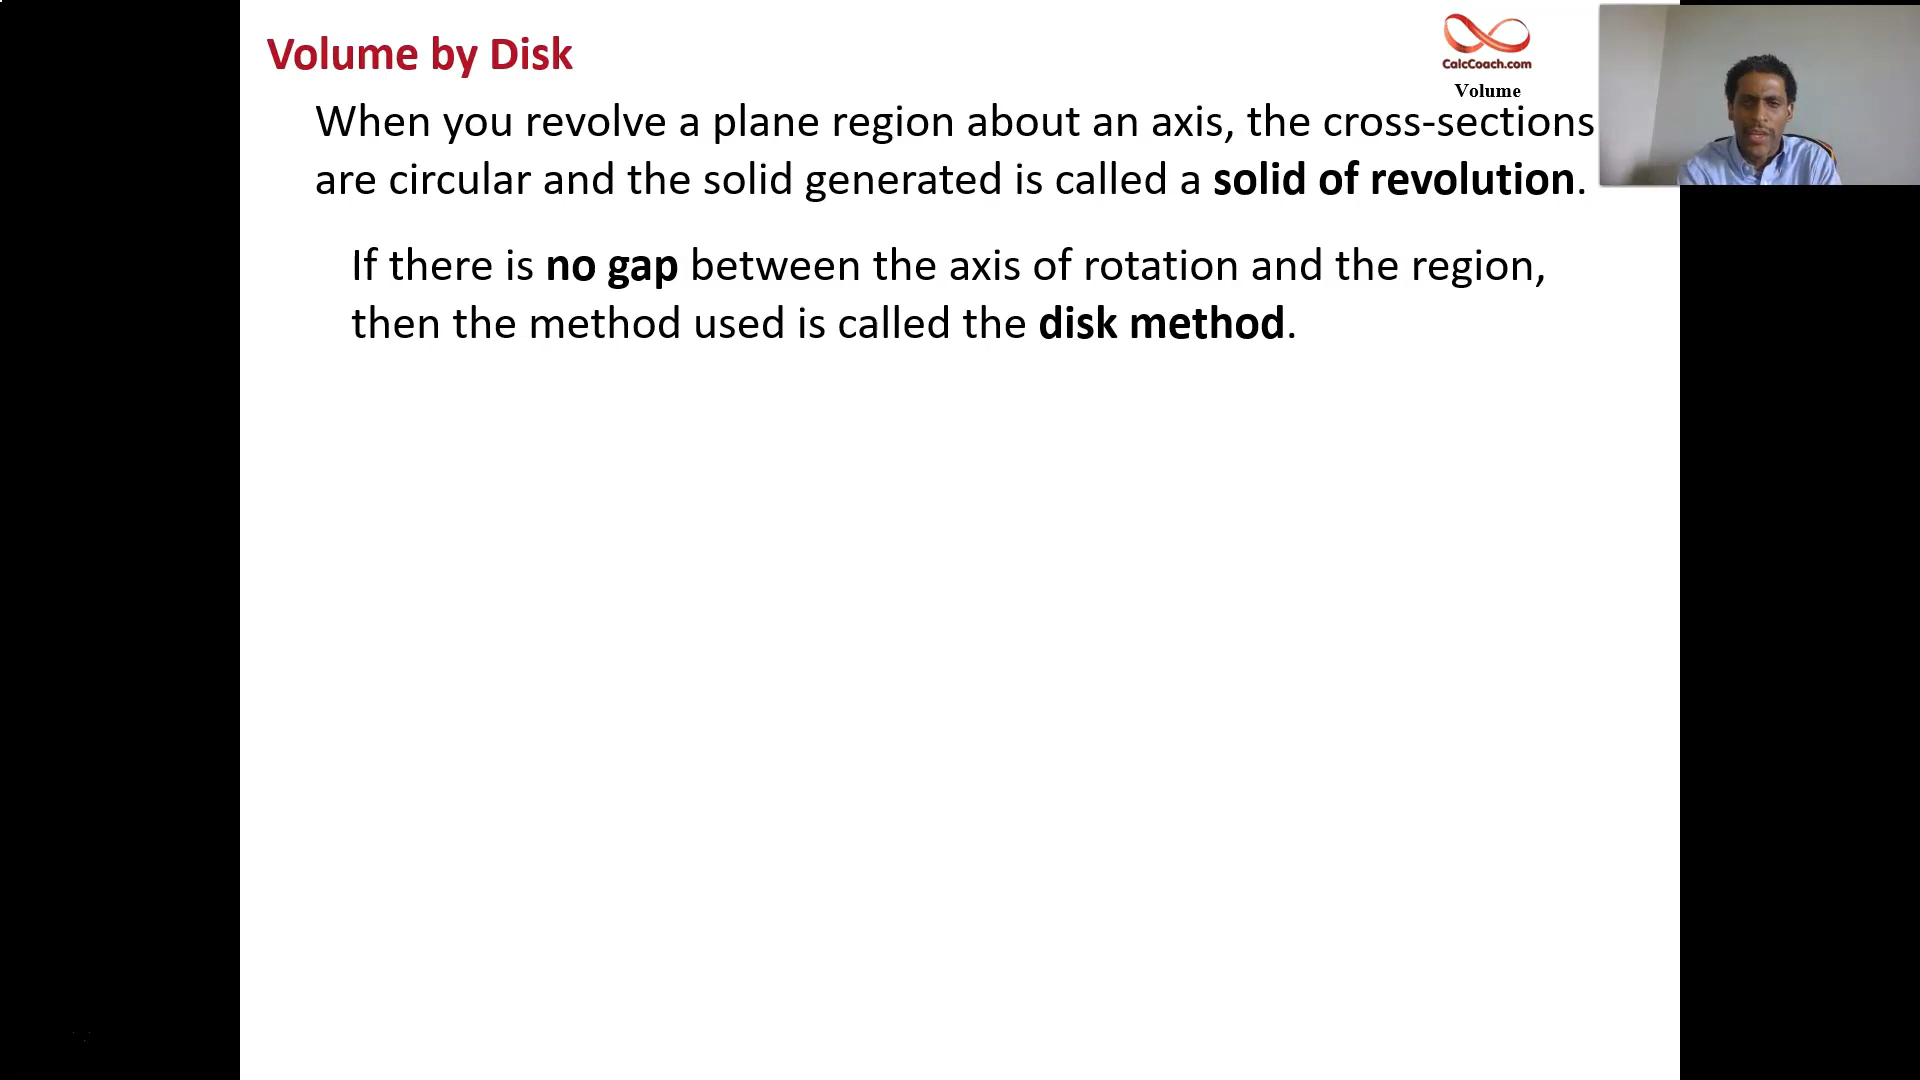 Volume by Disk
CalcCoach.com
Volume
When you revolve a plane region about an axis, the cross-sections
are circular and the solid generated is called a solid of revolution.
If there is no gap between the axis of rotation and the region,
then the method used is called the disk method.